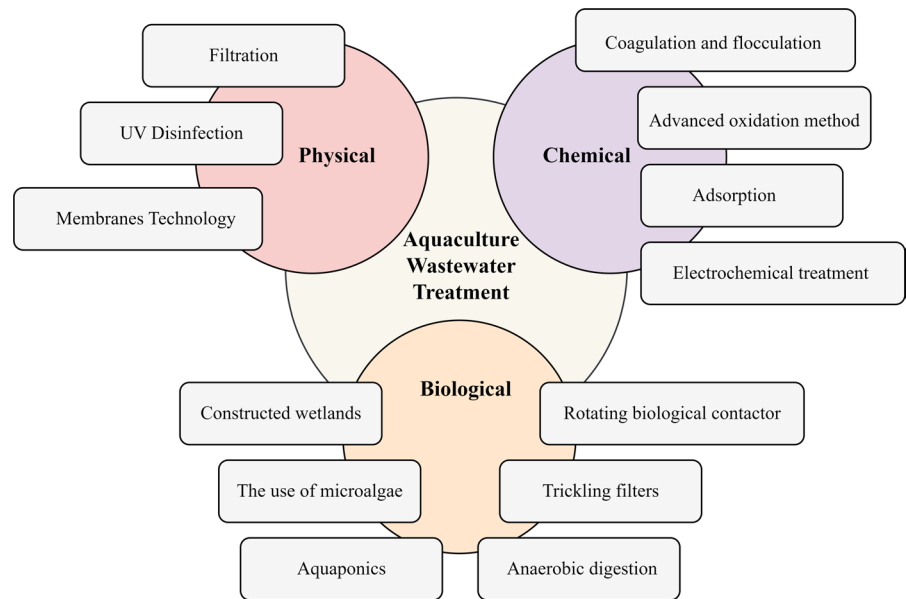 Filtration
UV Disinfection
Membranes Technology
Physical
Coagulation and flocculation
Advanced oxidation method
Adsorption
Electrochemical treatment
Chemical
Aquaculture
Wastewater
Treatment
Biological
Constructed wetlands
The use of microalgae
Aquaponics
Rotating biological contactor
Trickling filters
Anaerobic digestion